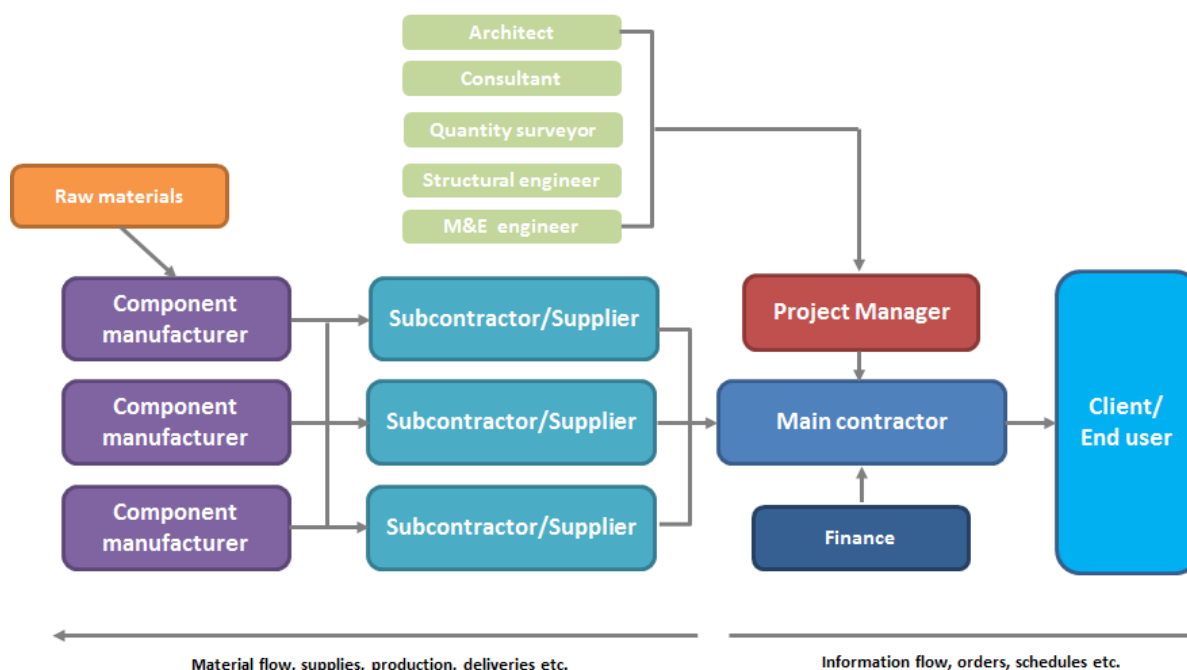 Architect
Consultant
Quantity surveyor
Structural engineer
M&E engineer
Raw materials
Component
manufacturer
Subcontractor/Supplier
Project Manager
Component
manufacturer
Subcontractor/Supplier
Main contractor
Client/
End user
Component
manufacturer
Subcontractor/Supplier
Finance
Material flow, supplies, production, deliveries etc.
Information flow, orders, schedules etc.